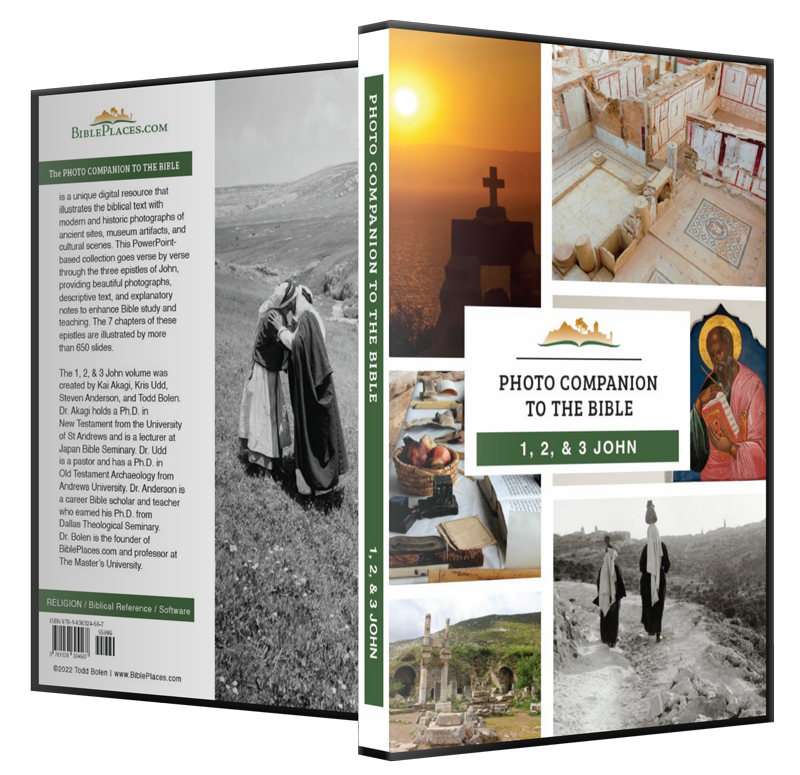 BIBLEPLACES.COM
The PHOTO COMPANION TO THE BIBLE
is a unique digital resource that
illustrates the biblical text with
modern and historic photographs of
ancient sites, museum artifacts, and
cultural scenes. This PowerPoint-
based collection goes verse by verse
through the three epistles of John,
providing beautiful photographs,
descriptive text, and explanatory
notes to enhance Bible study and
teaching. The 7 chapters of these
epistles are illustrated by more
than 650 slides.
The 1, 2, & 3 John volume was
created by Kai Akagi, Kris Udd,
Steven Anderson, and Todd Bolen.
Dr. Akagi holds a Ph.D. in
New Testament from the University
of St Andrews and is a lecturer at
Japan Bible Seminary. Dr. Udd
is a pastor and has a Ph.D. in
Old Testament Archaeology from
Andrews University. Dr. Anderson is
a career Bible scholar and teacher
who earned his Ph.D. from
Dallas Theological Seminary.
Dr. Bolen is the founder of
BiblePlaces.com and professor at
The Master's University.
RELIGION / Biblical Reference / Software
©2022 Todd Bolen | www.BiblePlaces.com
PHOTO COMPANION TO THE BIBLE
1, 2, & 3 JOHN
PHOTO COMPANION
TO THE BIBLE
1, 2, & 3 JOHN